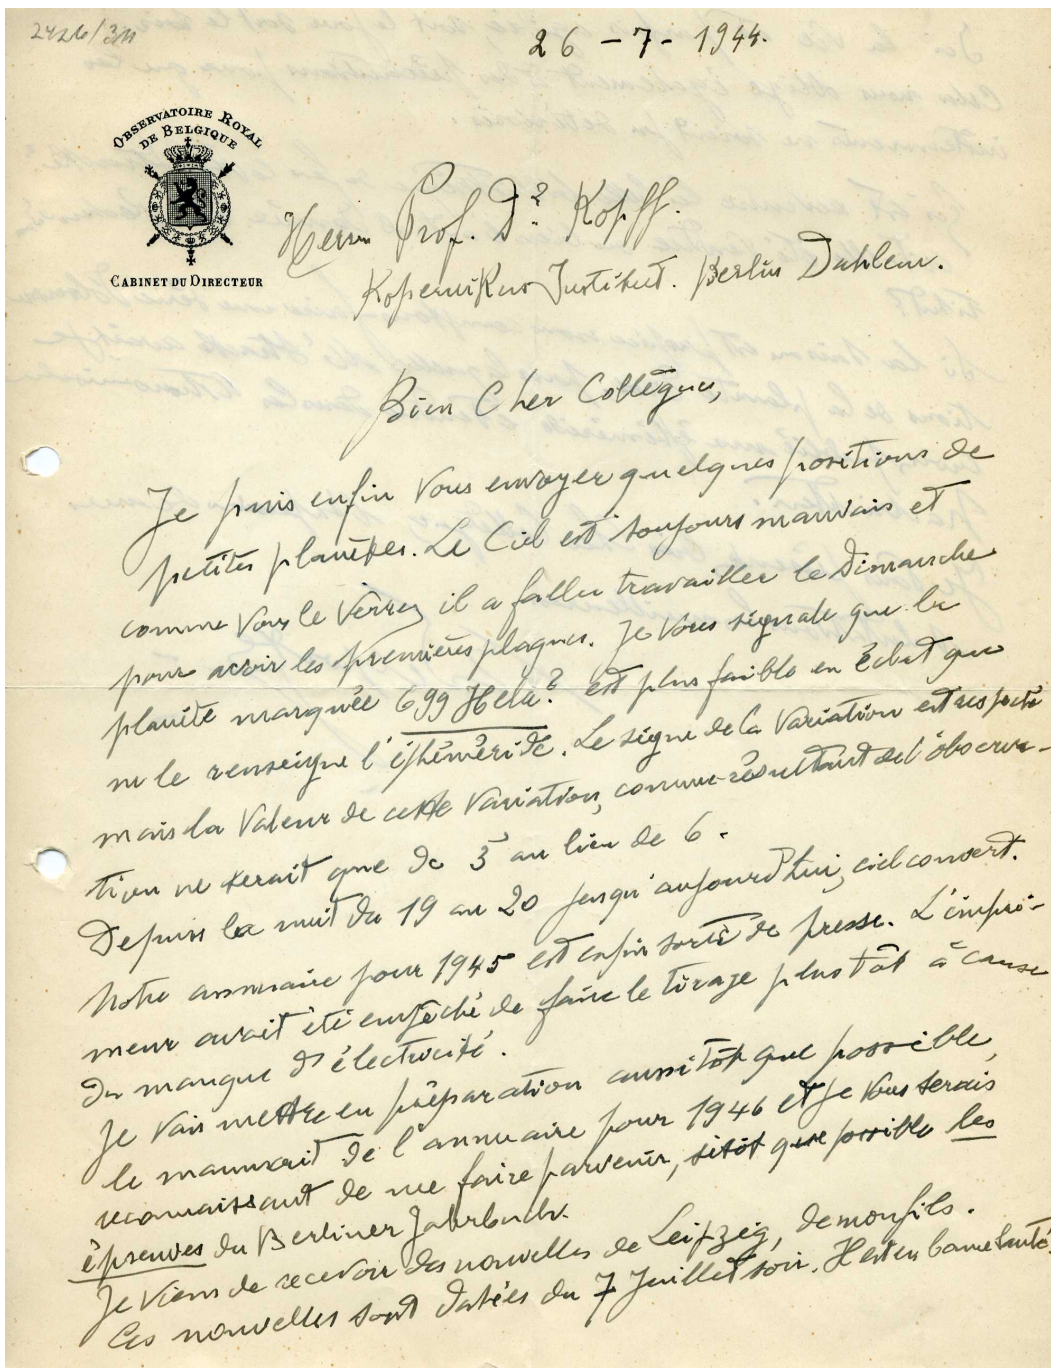 2426/3M
26 - 7 - 1944.
OBSERVATOIRE ROYAL
DE BELGIQUE
CABINET DU DIRECTEUR
Herrn Prof. Dr. Kopff.
Kopernikus Institut. Berlin Dahlem.
Bien Cher Collègue,
Je puis enfin vous envoyer quelques positions de
petites planètes. Le Ciel est toujours mauvais et
comme vous le verrez il a fallu travailler le Dimanche
pour avoir les premières plaques. Je vous signale que la
planète marquée 699 Hela? est plus faible en éclat que
ne le renseigne l'éphéméride. Le signe de la variation est respecté
mais la valeur de cette variation, comme résultant de l'observa-
tion ne serait que de 3 au lieu de 6.
Depuis la nuit du 19 au 20 jusqu'aujourd'hui, ciel couvert.
Notre annuaire pour 1945 est enfin sorti de presse. L'impri-
meur avait été empêché de faire le tirage plus tôt à cause
du manque d'électricité.
Je vais mettre en préparation aussitôt que possible,
le manuscrit de l'annuaire pour 1946 et je vous serais
reconnaissant de me faire parvenir, sitôt que possible les
épreuves du Berliner Jahrbuch.
Je viens de recevoir des nouvelles de Leipzig, de mon fils.
Ces nouvelles sont datées du 7 Juillet soir. Il est en bonne santé.